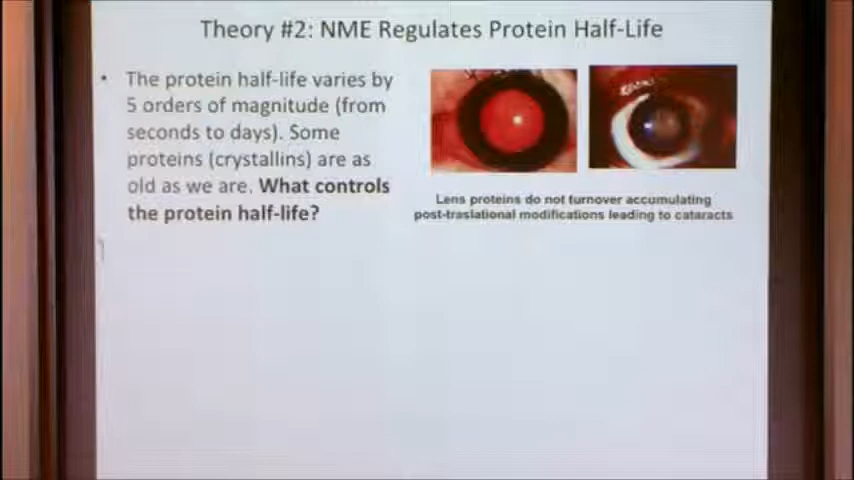 Theory #2: NME Regulates Protein Half-Life
• The protein half-life varies by
5 orders of magnitude (from
seconds to days). Some
proteins (crystallins) are as
old as we are. What controls
the protein half-life?
Lens proteins do not turnover accumulating
post-traslational modifications leading to cataracts